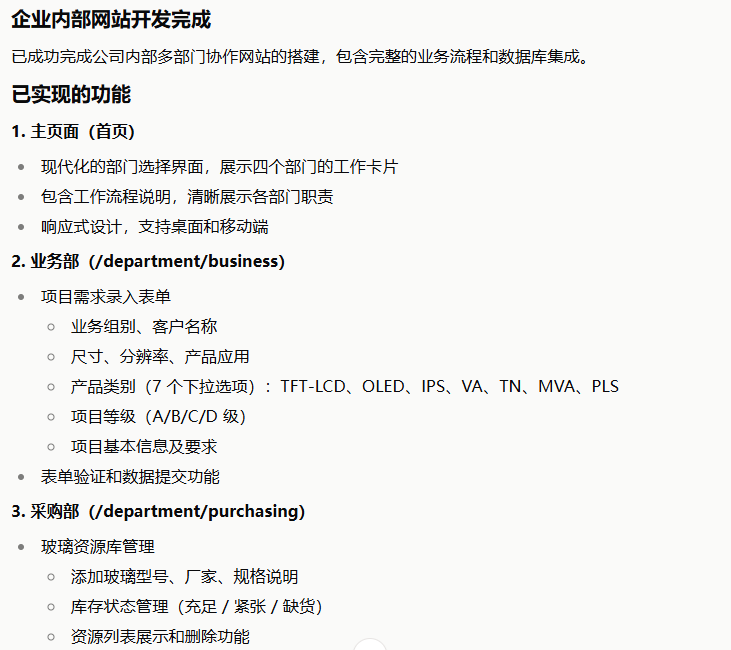 企业内部网站开发完成
已成功完成公司内部多部门协作网站的搭建，包含完整的业务流程和数据库集成。
已实现的功能
1. 主页面（首页）
现代化的部门选择界面，展示四个部门的工作卡片
包含工作流程说明，清晰展示各部门职责
响应式设计，支持桌面和移动端
2. 业务部（/department/business）
项目需求录入表单
业务组别、客户名称
尺寸、分辨率、产品应用
产品类别（7 个下拉选项）：TFT-LCD、OLED、IPS、VA、TN、MVA、PLS
项目等级（A/B/C/D 级）
项目基本信息及要求
表单验证和数据提交功能
3. 采购部（/department/purchasing）
玻璃资源库管理
添加玻璃型号、厂家、规格说明
库存状态管理（充足 / 紧张 / 缺货）
资源列表展示和删除功能